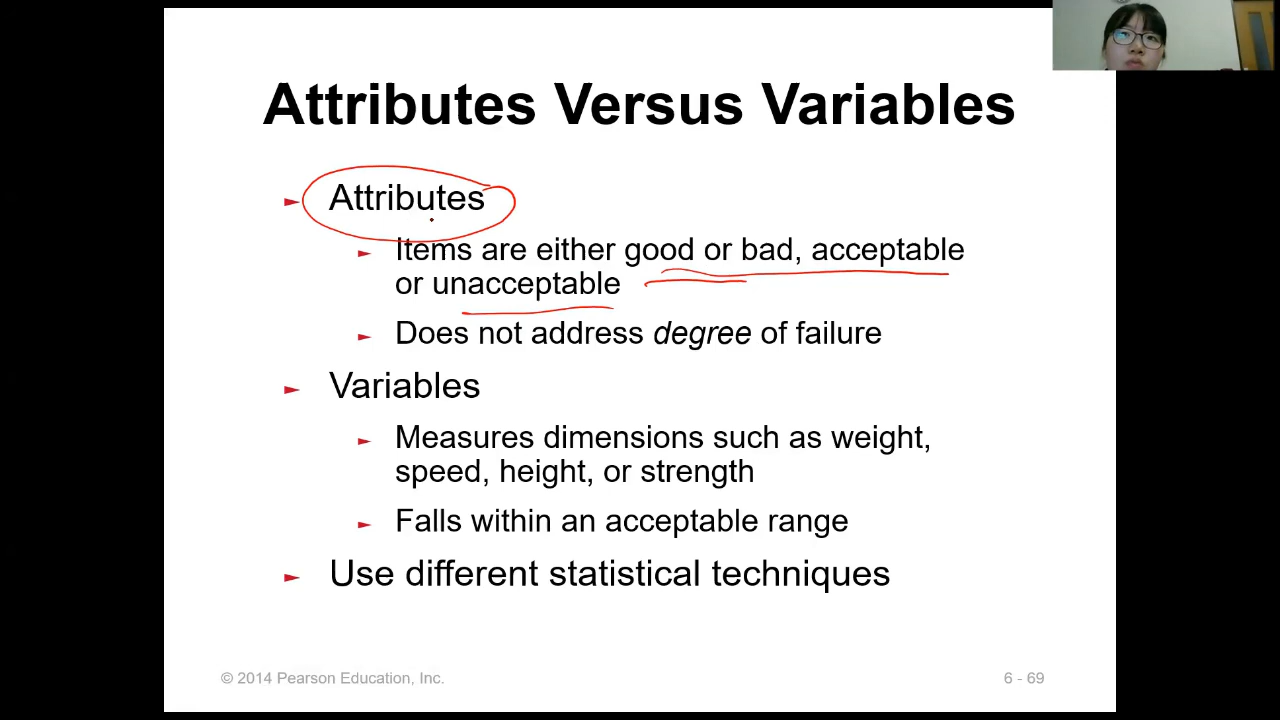 Attributes Versus Variables
► Attributes
► Items are either good or bad, acceptable
or unacceptable
► Does not address degree of failure
► Variables
► Measures dimensions such as weight,
speed, height, or strength
► Falls within an acceptable range
► Use different statistical techniques
© 2014 Pearson Education, Inc.
6 - 69